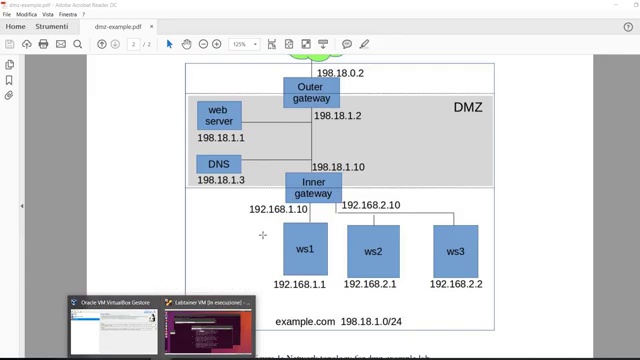 dmz-example.pdf - Adobe Acrobat Reader DC
File Modifica Vista Finestra ?
Home Strumenti dmz-example.pdf ×
2 / 2 125%
198.18.0.2
Outer
gateway
DMZ
web
server
198.18.1.2
198.18.1.1
DNS
198.18.1.10
198.18.1.3
Inner
gateway
192.168.1.10
192.168.2.10
ws1
ws2
ws3
192.168.1.1
192.168.2.1
192.168.2.2
Oracle VM VirtualBox Gestore
Labtainer VM [In esecuzione] - ...
example.com 198.18.1.0/24